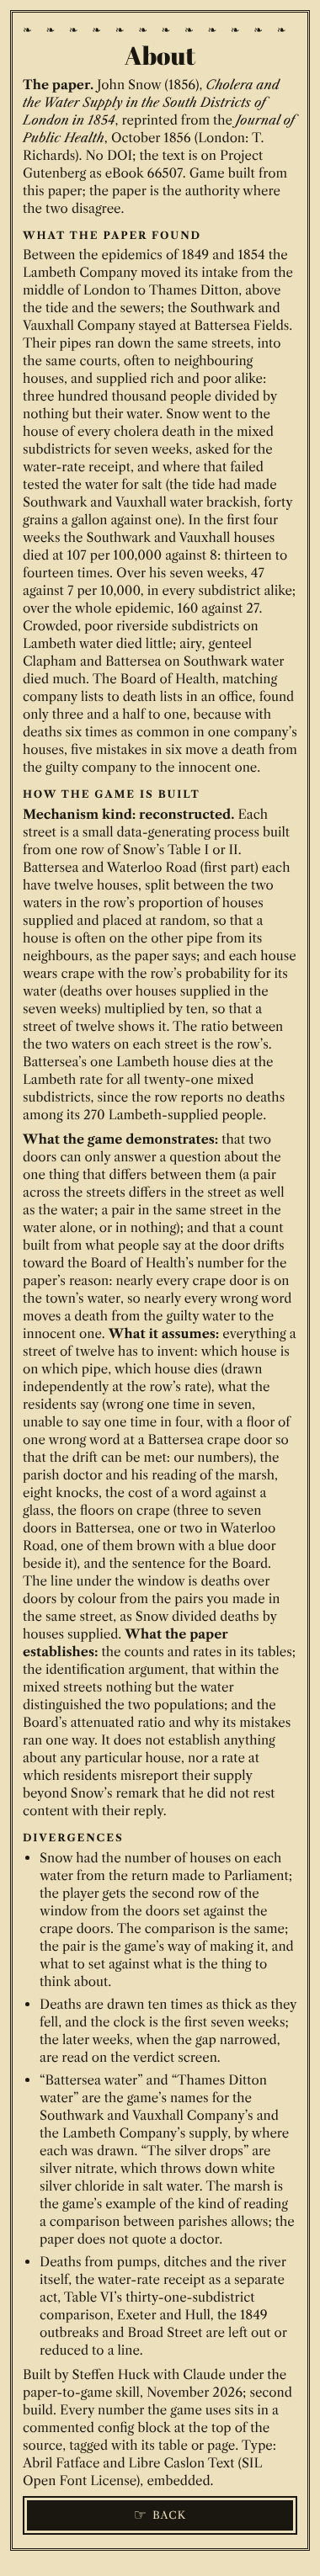 About
The paper. John Snow (1856), Cholera and
the Water Supply in the South Districts of
London in 1854, reprinted from the Journal of
Public Health, October 1856 (London: T.
Richards). No DOI; the text is on Project
Gutenberg as eBook 66507. Game built from
this paper; the paper is the authority where
the two disagree.
WHAT THE PAPER FOUND
Between the epidemics of 1849 and 1854 the
Lambeth Company moved its intake from the
middle of London to Thames Ditton, above
the tide and the sewers; the Southwark and
Vauxhall Company stayed at Battersea Fields.
Their pipes ran down the same streets, into
the same courts, often to neighbouring
houses, and supplied rich and poor alike:
three hundred thousand people divided by
nothing but their water. Snow went to the
house of every cholera death in the mixed
subdistricts for seven weeks, asked for the
water-rate receipt, and where that failed
tested the water for salt (the tide had made
Southwark and Vauxhall water brackish, forty
grains a gallon against one). In the first four
weeks the Southwark and Vauxhall houses
died at 107 per 100,000 against 8: thirteen to
fourteen times. Over his seven weeks, 47
against 7 per 10,000, in every subdistrict alike;
over the whole epidemic, 160 against 27.
Crowded, poor riverside subdistricts on
Lambeth water died little; airy, genteel
Clapham and Battersea on Southwark water
died much. The Board of Health, matching
company lists to death lists in an office, found
only three and a half to one, because with
deaths six times as common in one company's
houses, five mistakes in six move a death from
the guilty company to the innocent one.
HOW THE GAME IS BUILT
Mechanism kind: reconstructed. Each
street is a small data-generating process built
from one row of Snow's Table I or II.
Battersea and Waterloo Road (first part) each
have twelve houses, split between the two
waters in the row's proportion of houses
supplied and placed at random, so that a
house is often on the other pipe from its
neighbours, as the paper says; and each house
wears crape with the row's probability for its
water (deaths over houses supplied in the
seven weeks) multiplied by ten, so that a
street of twelve shows it. The ratio between
the two waters on each street is the row's.
Battersea's one Lambeth house dies at the
Lambeth rate for all twenty-one mixed
subdistricts, since the row reports no deaths
among its 270 Lambeth-supplied people.
What the game demonstrates: that two
doors can only answer a question about the
one thing that differs between them (a pair
across the streets differs in the street as well
as the water; a pair in the same street in the
water alone, or in nothing); and that a count
built from what people say at the door drifts
toward the Board of Health's number for the
paper's reason: nearly every crape door is on
the town's water, so nearly every wrong word
moves a death from the guilty water to the
innocent one. What it assumes: everything a
street of twelve has to invent: which house is
on which pipe, which house dies (drawn
independently at the row's rate), what the
residents say (wrong one time in seven,
unable to say one time in four, with a floor of
one wrong word at a Battersea crape door so
that the drift can be met: our numbers), the
parish doctor and his reading of the marsh,
eight knocks, the cost of a word against a
glass, the floors on crape (three to seven
doors in Battersea, one or two in Waterloo
Road, one of them brown with a blue door
beside it), and the sentence for the Board.
The line under the window is deaths over
doors by colour from the pairs you made in
the same street, as Snow divided deaths by
houses supplied. What the paper
establishes: the counts and rates in its tables;
the identification argument, that within the
mixed streets nothing but the water
distinguished the two populations; and the
Board's attenuated ratio and why its mistakes
ran one way. It does not establish anything
about any particular house, nor a rate at
which residents misreport their supply
beyond Snow's remark that he did not rest
content with their reply.
DIVERGENCES
• Snow had the number of houses on each
water from the return made to Parliament;
the player gets the second row of the
window from the doors set against the
crape doors. The comparison is the same;
the pair is the game's way of making it, and
what to set against what is the thing to
think about.
• Deaths are drawn ten times as thick as they
fell, and the clock is the first seven weeks;
the later weeks, when the gap narrowed,
are read on the verdict screen.
• “Battersea water” and “Thames Ditton
water” are the game's names for the
Southwark and Vauxhall Company's and
the Lambeth Company's supply, by where
each was drawn. “The silver drops” are
silver nitrate, which throws down white
silver chloride in salt water. The marsh is
the game's example of the kind of reading
a comparison between parishes allows; the
paper does not quote a doctor.
• Deaths from pumps, ditches and the river
itself, the water-rate receipt as a separate
act, Table VI's thirty-one-subdistrict
comparison, Exeter and Hull, the 1849
outbreaks and Broad Street are left out or
reduced to a line.
Built by Steffen Huck with Claude under the
paper-to-game skill, November 2026; second
build. Every number the game uses sits in a
commented config block at the top of the
source, tagged with its table or page. Type:
Abril Fatface and Libre Caslon Text (SIL
Open Font License), embedded.
☞ BACK